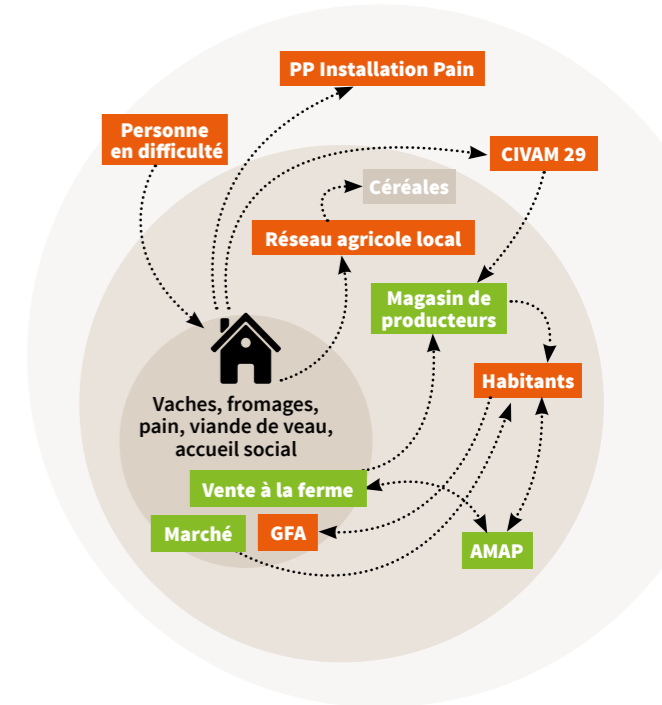 PP Installation Pain
Personne
en difficulté
CIVAM 29
Céréales
Réseau agricole local
Magasin de
producteurs
Habitants
Vaches, fromages,
pain, viande de veau,
accueil social
Vente à la ferme
Marché
GFA
AMAP